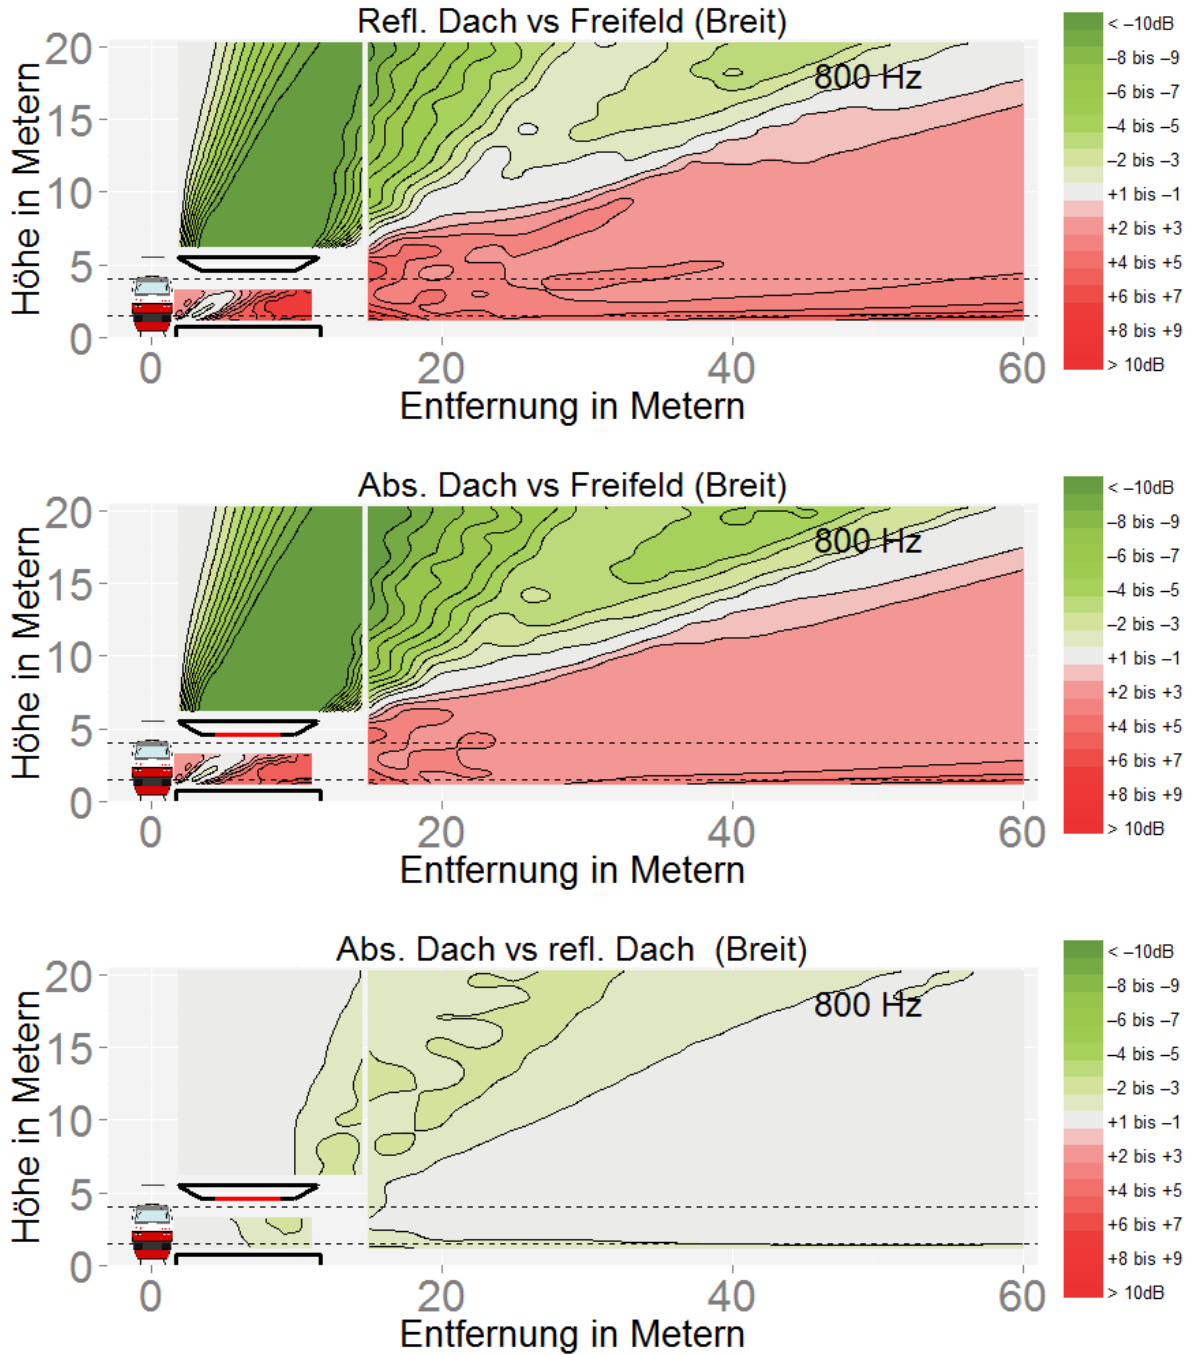 Refl. Dach vs Freifeld (Breit)
800 Hz
Höhe in Metern
20
15
10
5
0
0 20 40 60
Entfernung in Metern
< –10dB
–8 bis –9
–6 bis –7
–4 bis –5
–2 bis –3
+1 bis –1
+2 bis +3
+4 bis +5
+6 bis +7
+8 bis +9
> 10dB
Abs. Dach vs Freifeld (Breit)
800 Hz
Höhe in Metern
20
15
10
5
0
0 20 40 60
Entfernung in Metern
< –10dB
–8 bis –9
–6 bis –7
–4 bis –5
–2 bis –3
+1 bis –1
+2 bis +3
+4 bis +5
+6 bis +7
+8 bis +9
> 10dB
Abs. Dach vs refl. Dach (Breit)
800 Hz
Höhe in Metern
20
15
10
5
0
0 20 40 60
Entfernung in Metern
< –10dB
–8 bis –9
–6 bis –7
–4 bis –5
–2 bis –3
+1 bis –1
+2 bis +3
+4 bis +5
+6 bis +7
+8 bis +9
> 10dB